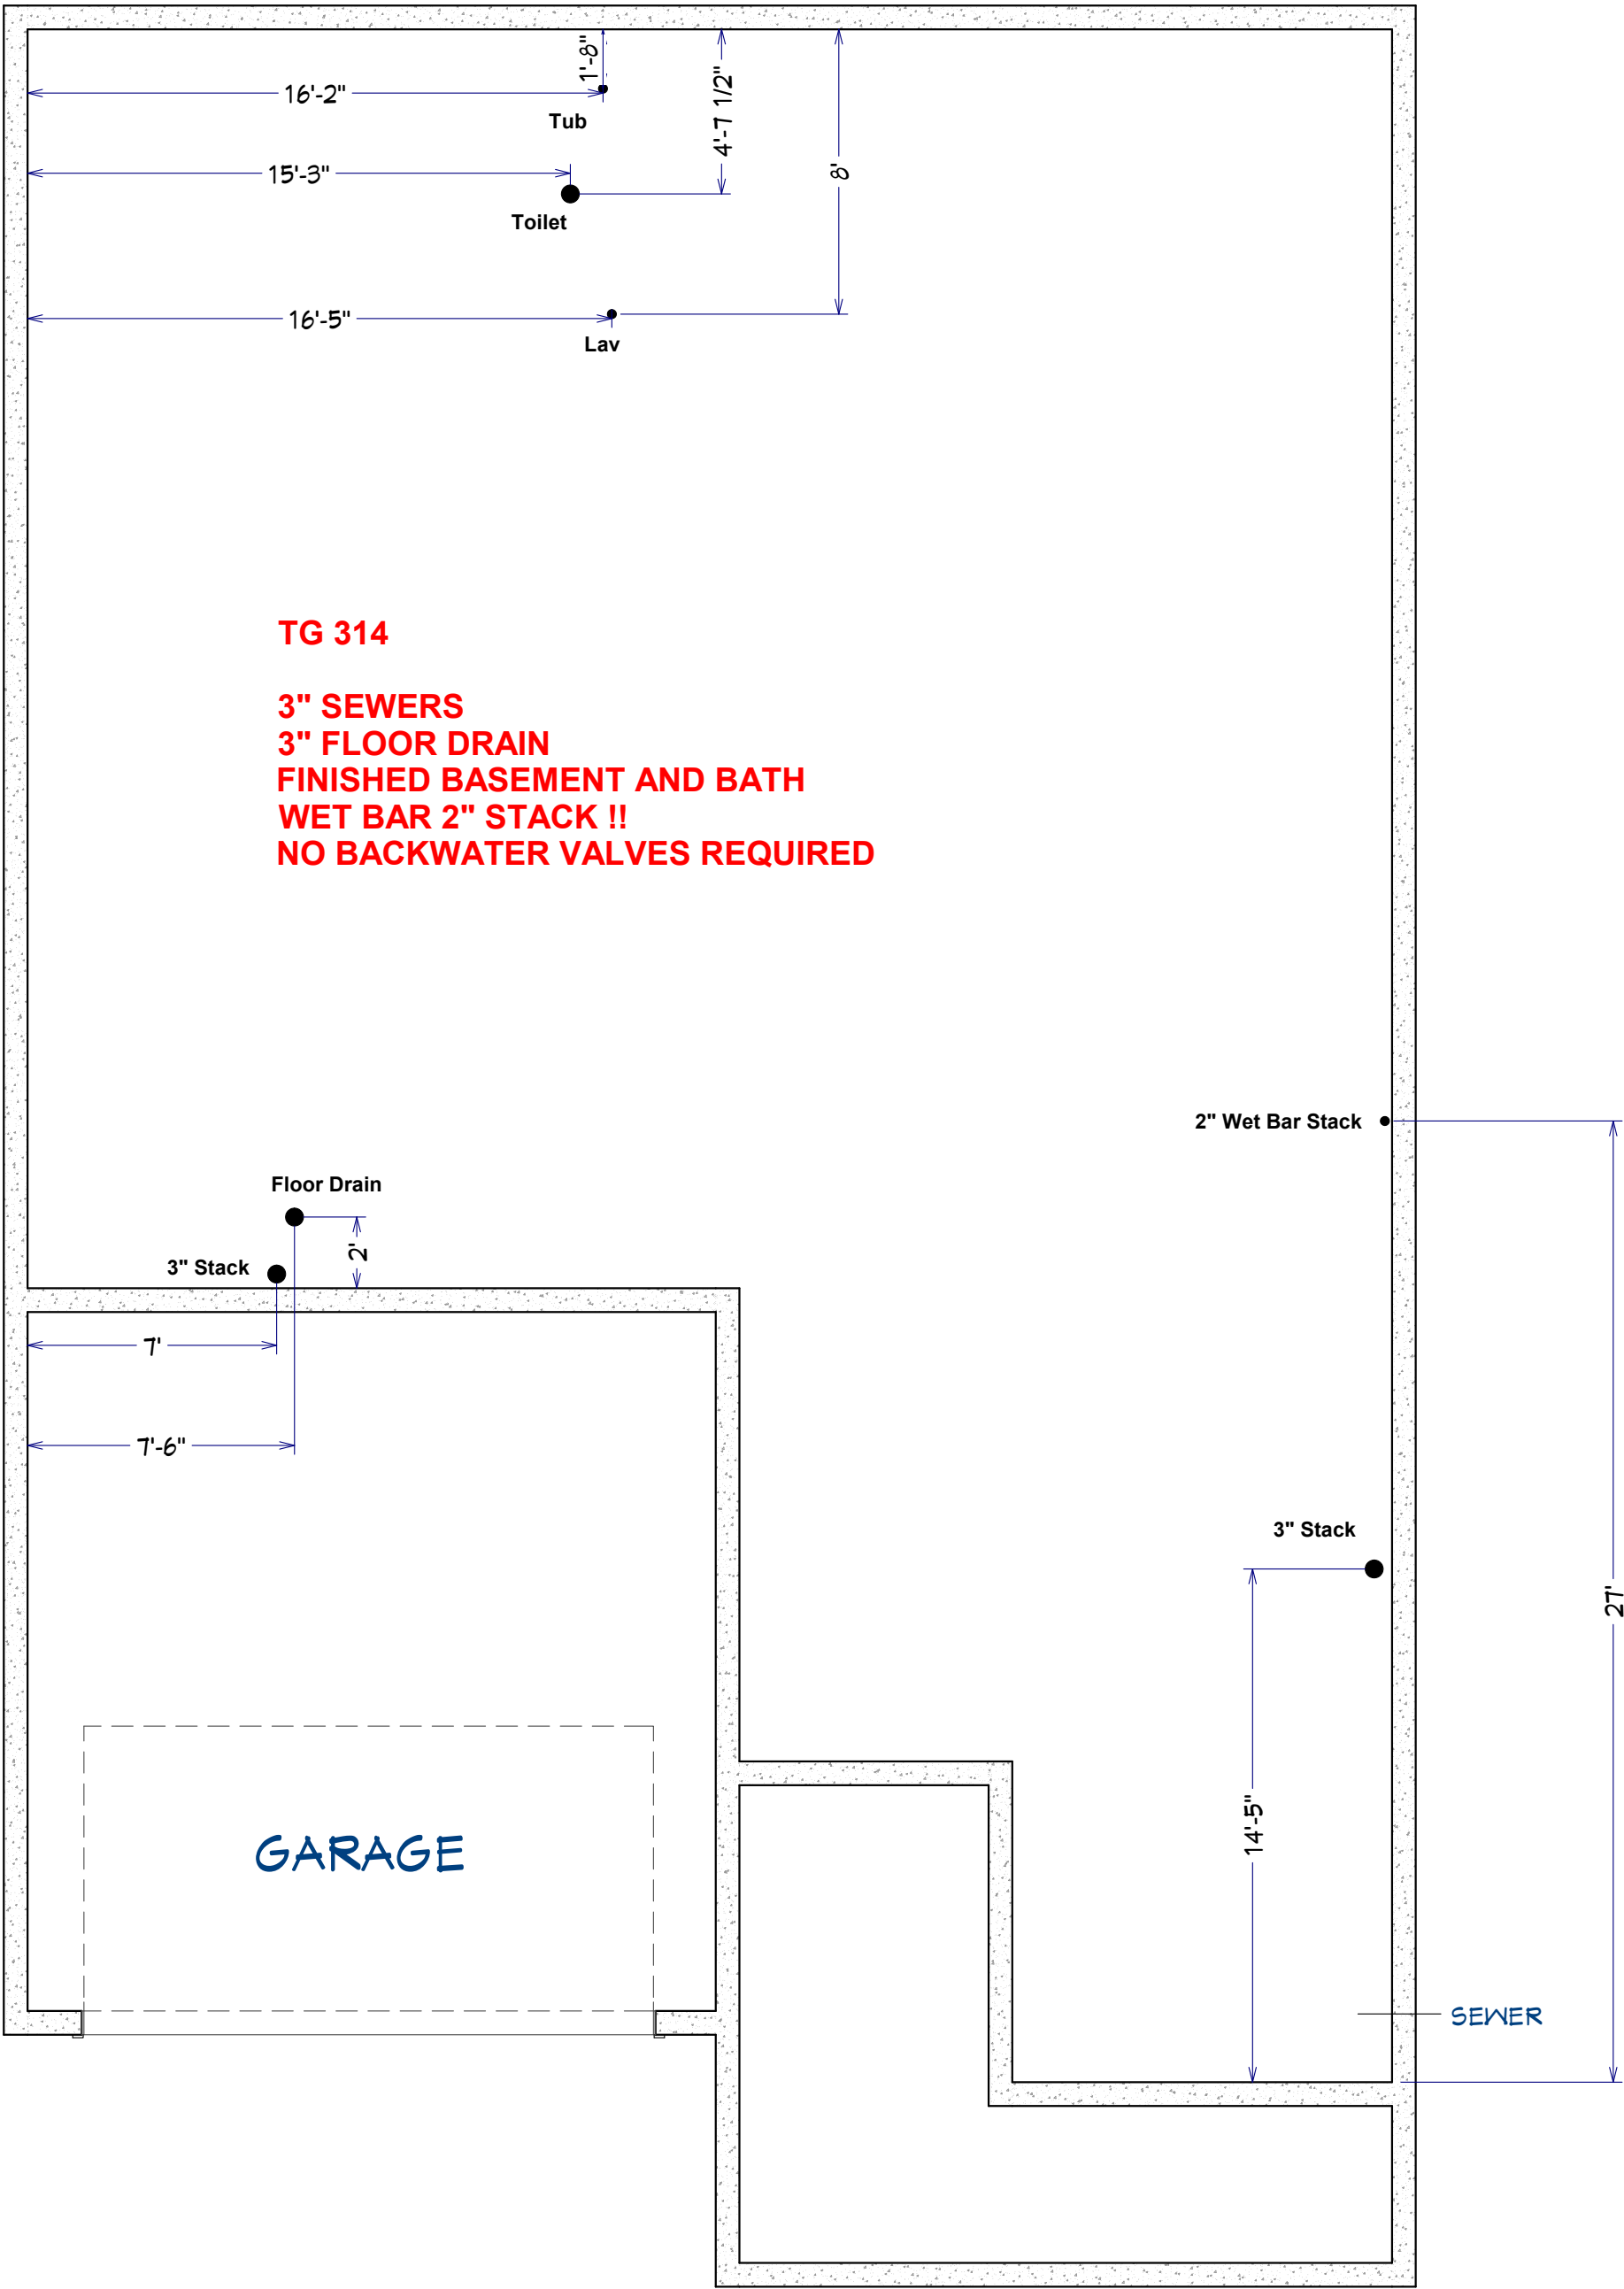 1'-8"
16'-2"
Tub
4'-7 1/2"
8'
15'-3"
Toilet
16'-5"
Lav
TG 314
3" SEWERS
3" FLOOR DRAIN
FINISHED BASEMENT AND BATH
WET BAR 2" STACK !!
NO BACKWATER VALVES REQUIRED
2" Wet Bar Stack
Floor Drain
2'
3" Stack
7'
7'-6"
3" Stack
27'
14'-5"
GARAGE
SEWER